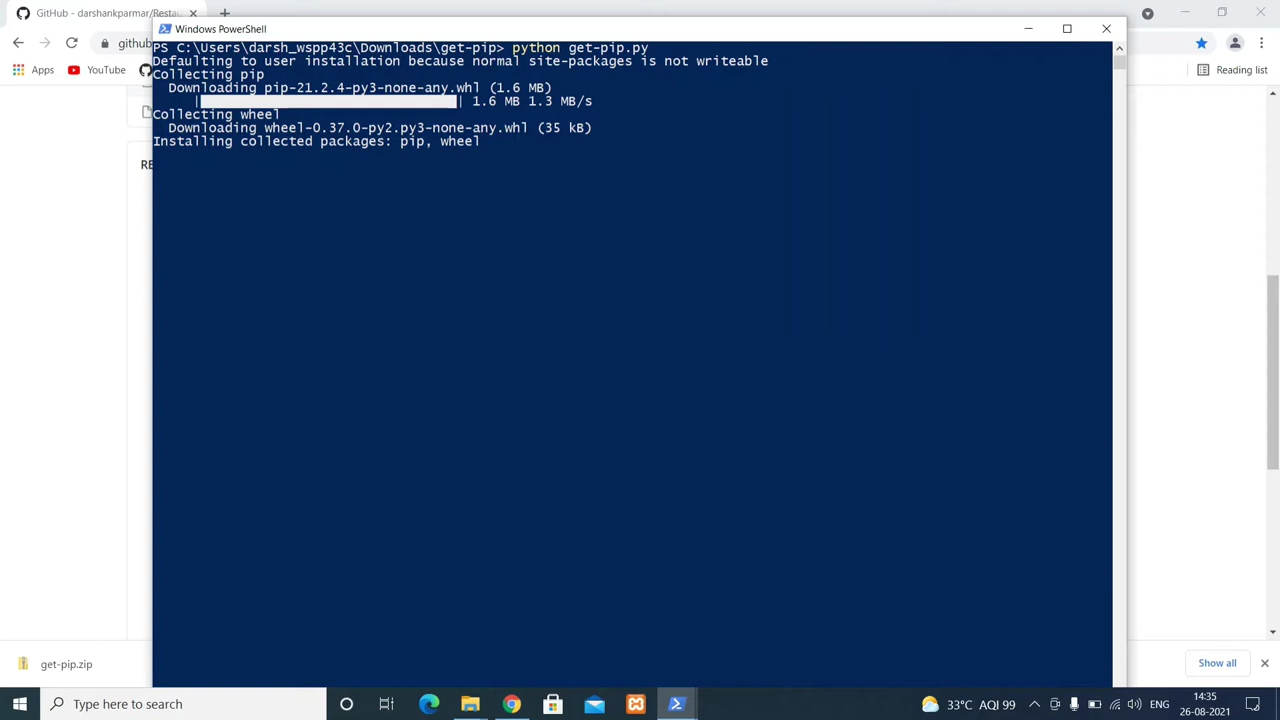 GitHub - darshankparmar/Resta
Windows PowerShell
github
Apps
YouTube
Reading list
PS C:\Users\darsh_wspp43c\Downloads\get-pip> python get-pip.py
Defaulting to user installation because normal site-packages is not writeable
Collecting pip
Downloading pip-21.2.4-py3-none-any.whl (1.6 MB)
| | 1.6 MB 1.3 MB/s
Collecting wheel
Downloading wheel-0.37.0-py2.py3-none-any.whl (35 kB)
Installing collected packages: pip, wheel
RE
get-pip.zip
Show all
Type here to search
33°C AQI 99
ENG
14:35
26-08-2021